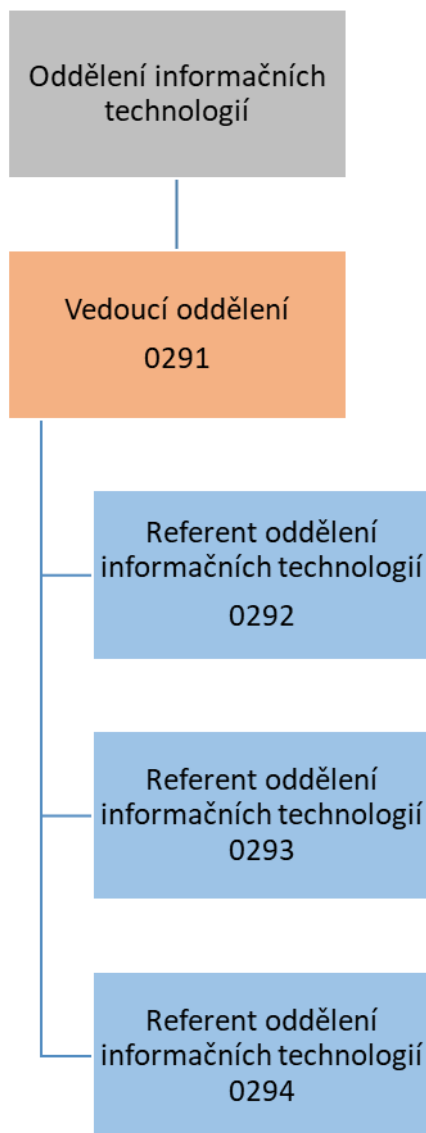 Oddělení informačních
technologií
Vedoucí oddělení
0291
Referent oddělení
informačních technologií
0292
Referent oddělení
informačních technologií
0293
Referent oddělení
informačních technologií
0294